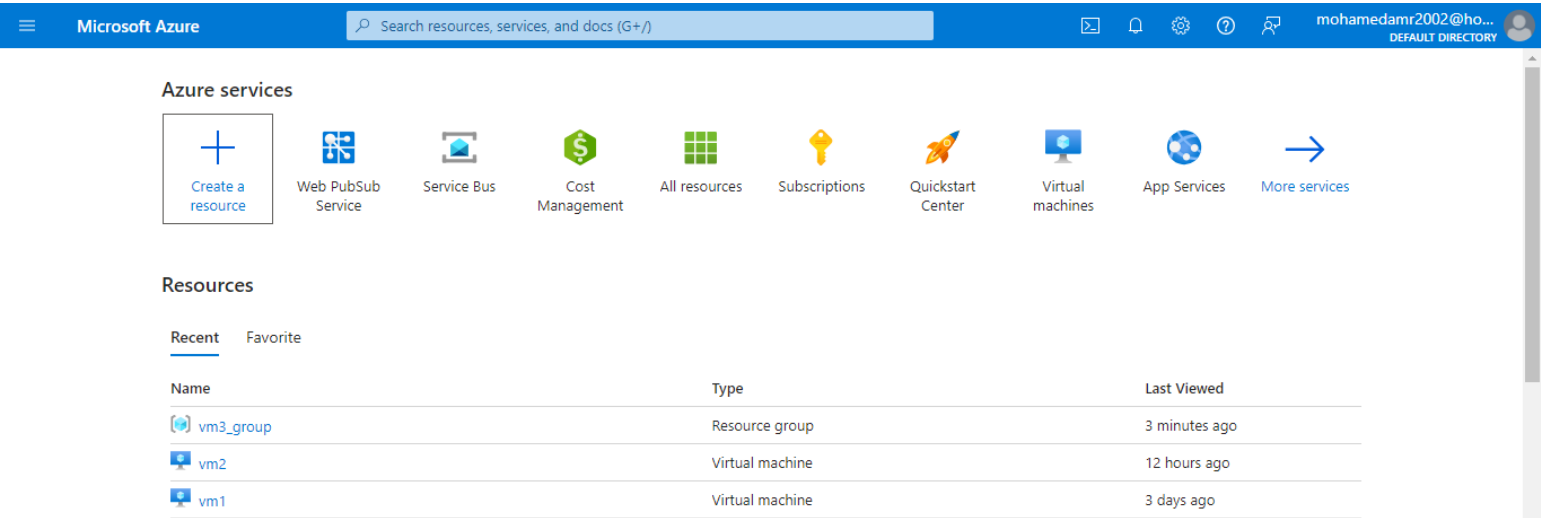 Microsoft Azure
Search resources, services, and docs (G+/)
mohamedamr2002@ho...
DEFAULT DIRECTORY
Azure services
Create a
resource
Web PubSub
Service
Service Bus
Cost
Management
All resources
Subscriptions
Quickstart
Center
Virtual
machines
App Services
More services
Resources
Recent Favorite
Name Type Last Viewed
vm3_group Resource group 3 minutes ago
vm2 Virtual machine 12 hours ago
vm1 Virtual machine 3 days ago